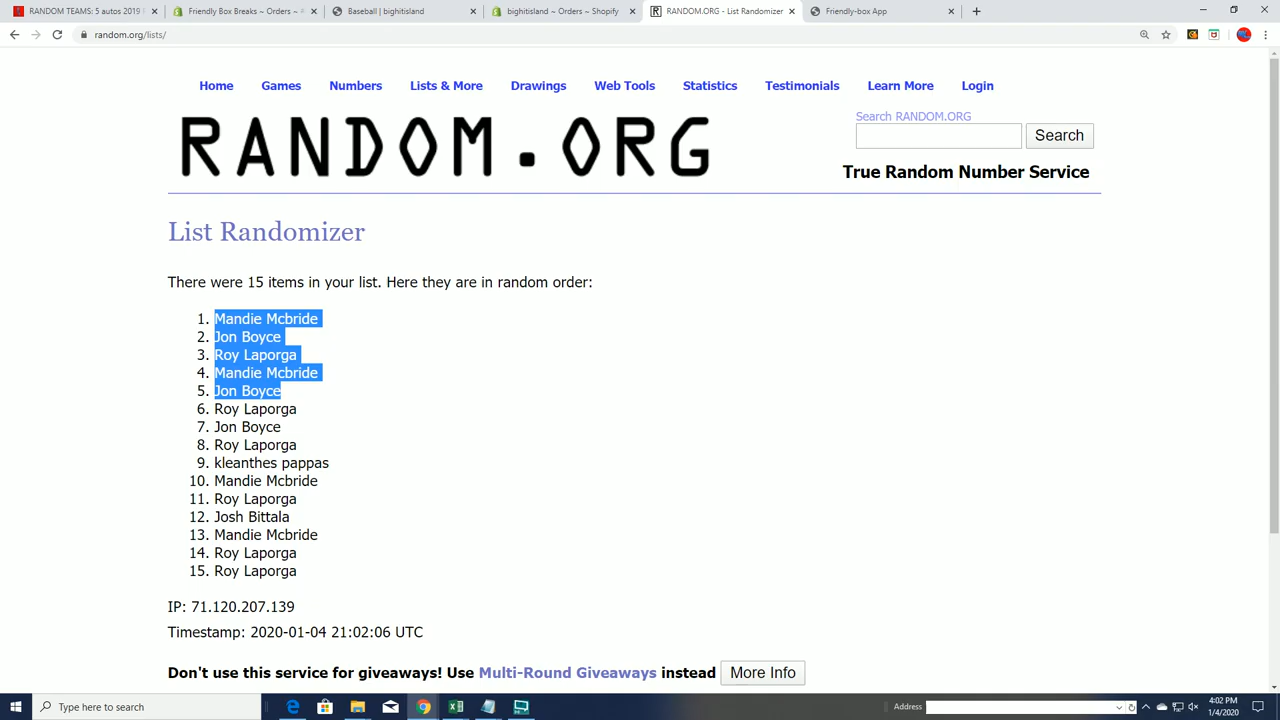 RANDOM TEAMS: 5 autos 2019
Friendly Box Breaks ~ Orders ~
Baseball | bighitisland
bighitisland ~ Orders ~ Shopify
RANDOM.ORG - List Randomizer
Friendly-box App
random.org/lists/
Home Games Numbers Lists & More Drawings Web Tools Statistics Testimonials Learn More Login
RANDOM.ORG
Search RANDOM.ORG
Search
True Random Number Service
List Randomizer
There were 15 items in your list. Here they are in random order:
1. Mandie Mcbride
2. Jon Boyce
3. Roy Laporga
4. Mandie Mcbride
5. Jon Boyce
6. Roy Laporga
7. Jon Boyce
8. Roy Laporga
9. kleanthes pappas
10. Mandie Mcbride
11. Roy Laporga
12. Josh Bittala
13. Mandie Mcbride
14. Roy Laporga
15. Roy Laporga
IP: 71.120.207.139
Timestamp: 2020-01-04 21:02:06 UTC
Don't use this service for giveaways! Use Multi-Round Giveaways instead More Info
Type here to search
Address
4:02 PM
1/4/2020